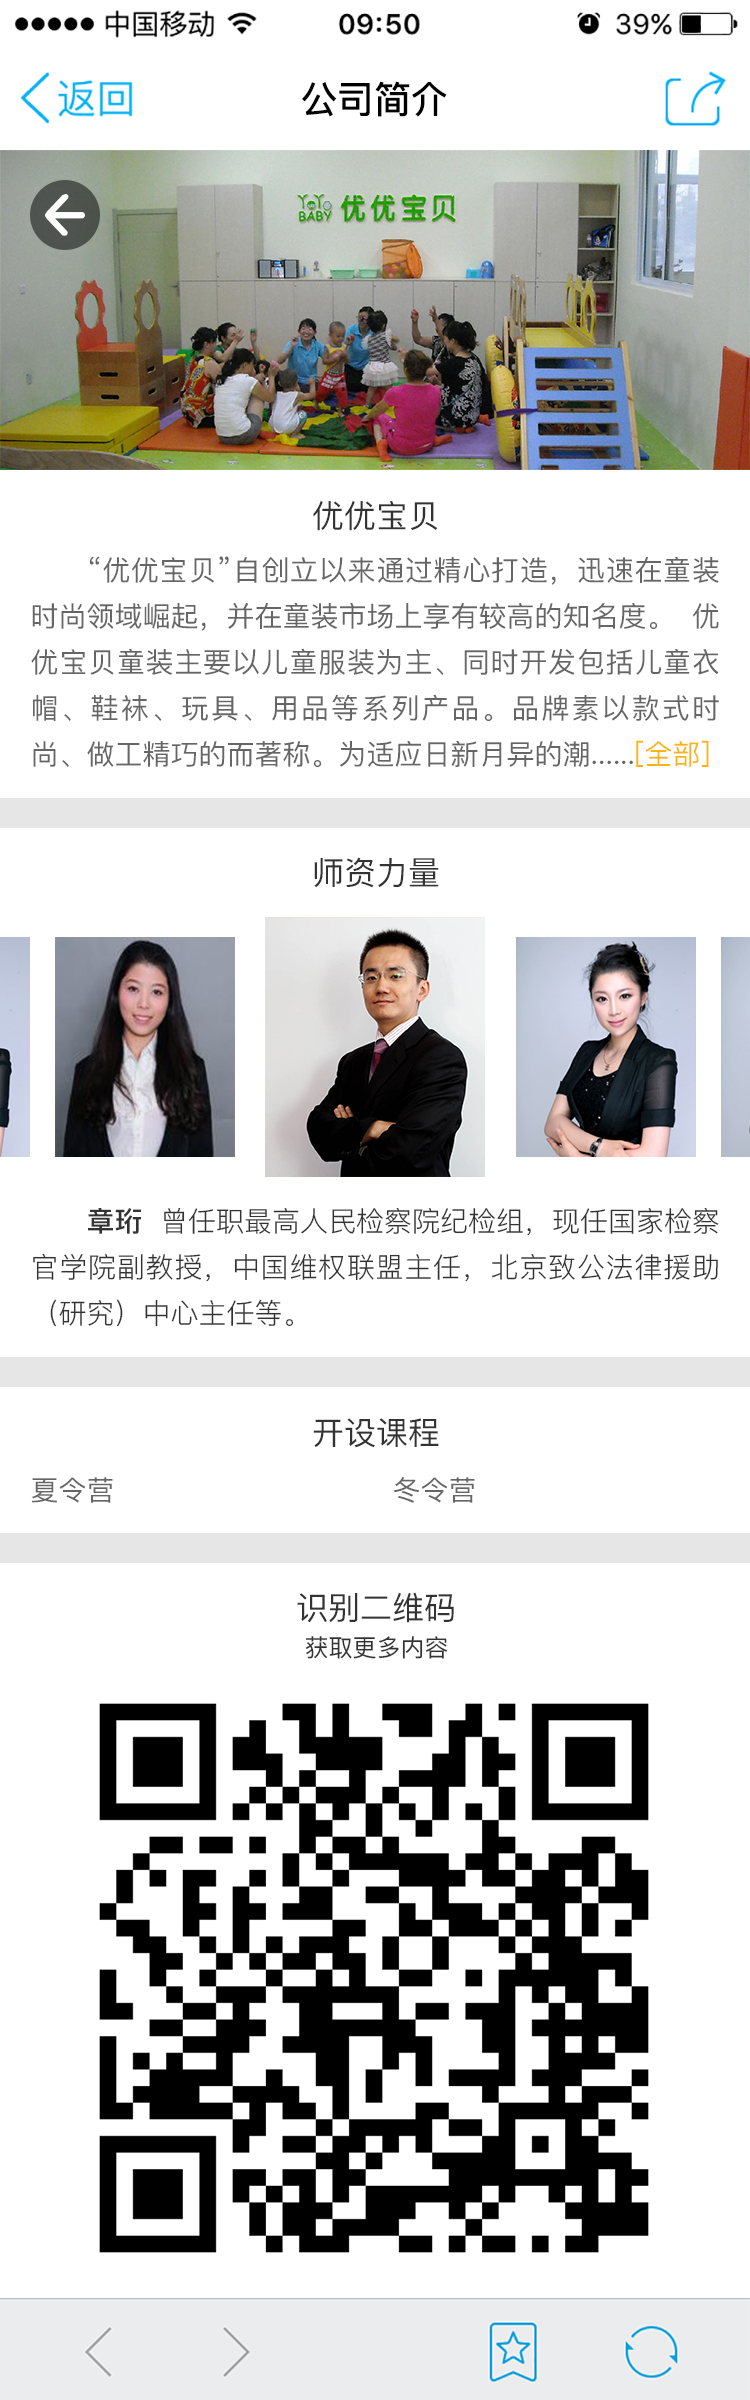 中国移动 09:50 39%
返回 公司简介
YoYo BABY 优优宝贝
优优宝贝
“优优宝贝”自创立以来通过精心打造，迅速在童装
时尚领域崛起，并在童装市场上享有较高的知名度。 优
优宝贝童装主要以儿童服装为主、同时开发包括儿童衣
帽、鞋袜、玩具、用品等系列产品。品牌素以款式时
尚、做工精巧的而著称。为适应日新月异的潮......[全部]
师资力量
章珩 曾任职最高人民检察院纪检组，现任国家检察
官学院副教授，中国维权联盟主任，北京致公法律援助
（研究）中心主任等。
开设课程
夏令营 冬令营
识别二维码
获取更多内容